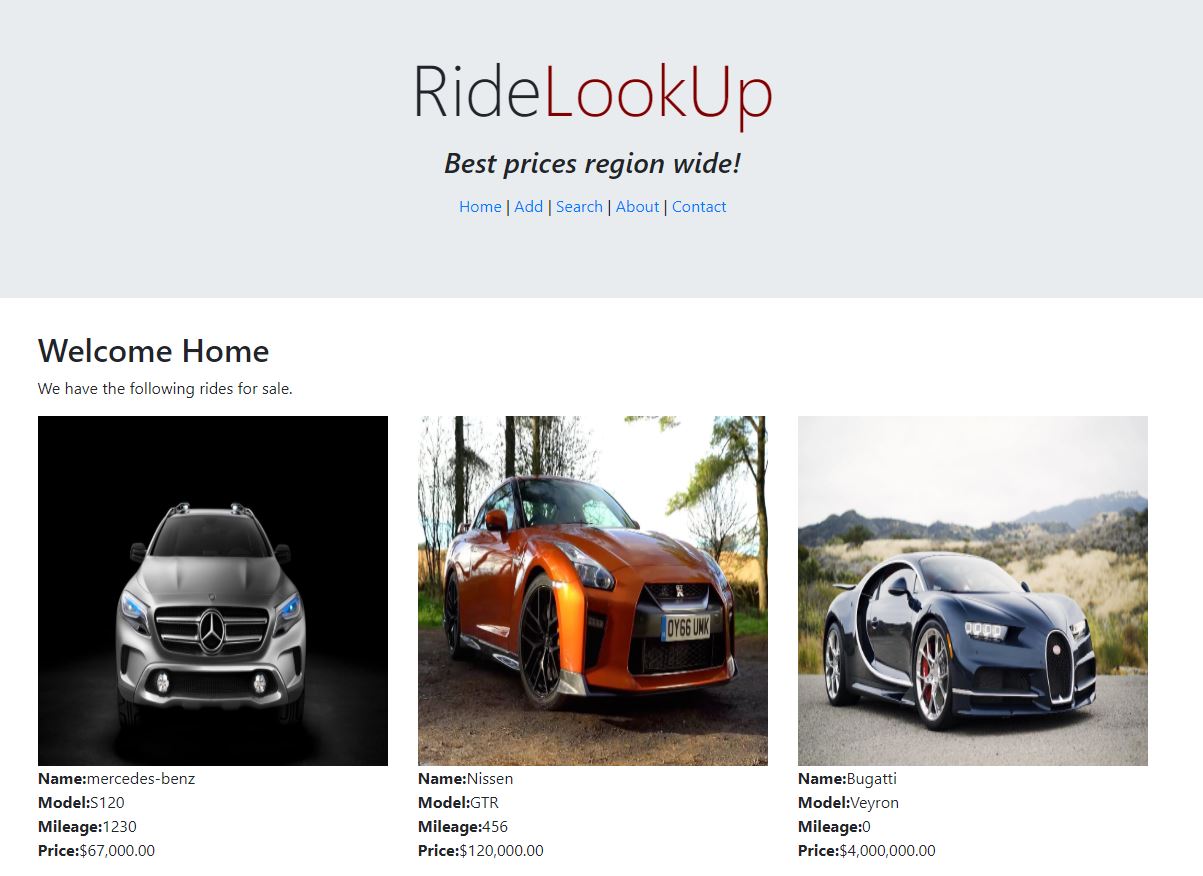 RideLookUp
Best prices region wide!
Home | Add | Search | About | Contact
Welcome Home
We have the following rides for sale.
OY66 UMK
Name:mercedes-benz
Model:S120
Mileage:1230
Price:$67,000.00
Name:Nissen
Model:GTR
Mileage:456
Price:$120,000.00
Name:Bugatti
Model:Veyron
Mileage:0
Price:$4,000,000.00